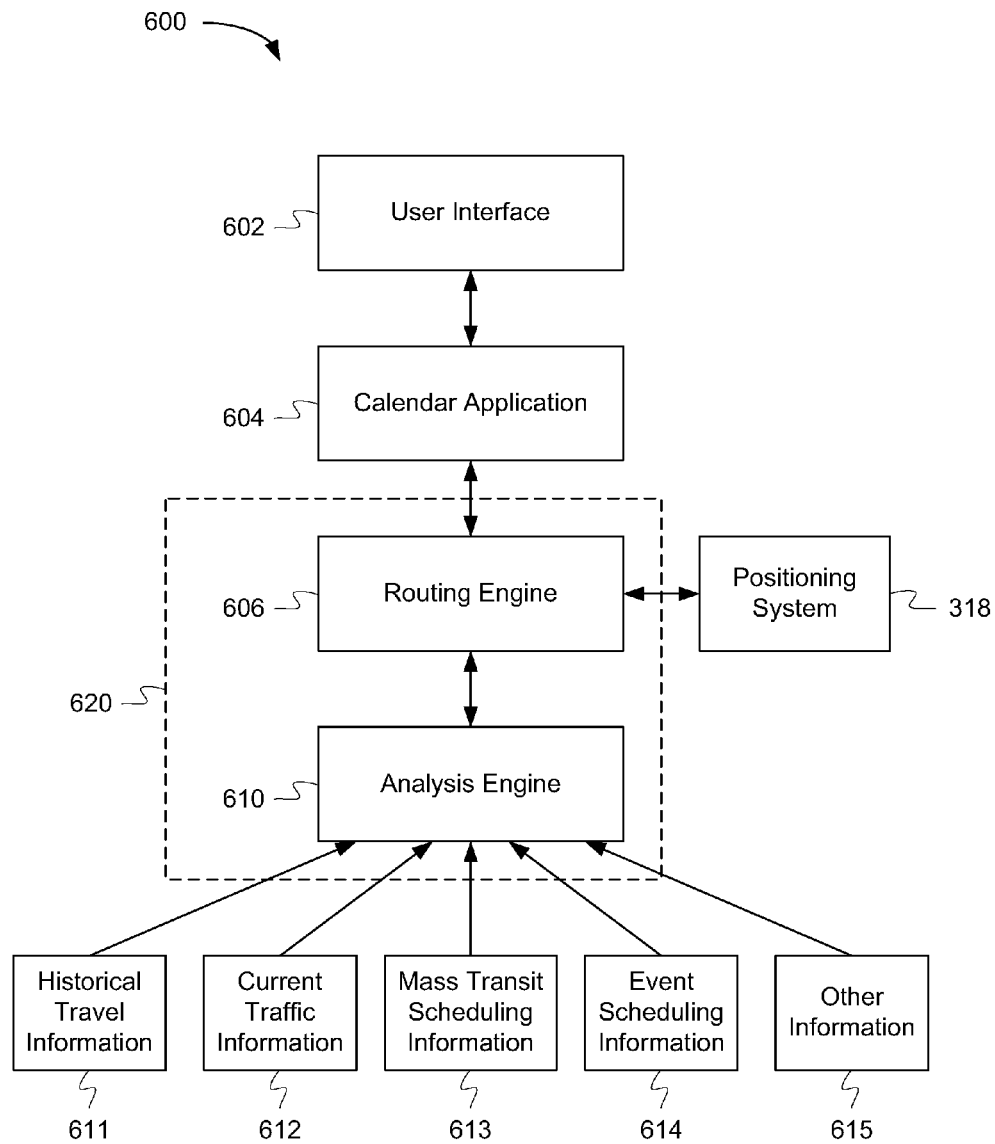 600
User Interface
602
Calendar Application
604
Routing Engine
606
Positioning
System
318
620
Analysis Engine
610
Historical
Travel
Information
Current
Traffic
Information
Mass Transit
Scheduling
Information
Event
Scheduling
Information
Other
Information
611
612
613
614
615